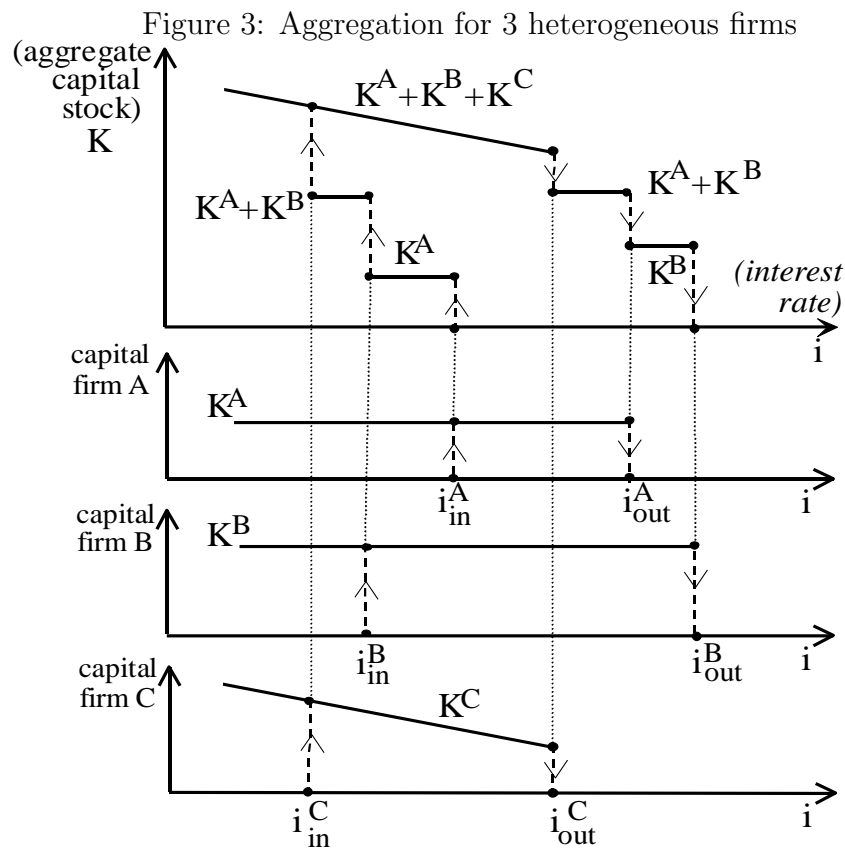 Figure 3: Aggregation for 3 heterogeneous firms
(aggregate
capital
stock)
K
K^A+K^B+K^C
K^A+K^B
K^A+K^B
K^A
K^B
(interest
rate)
i
capital
firm A
K^A
i_in^A
i_out^A
i
capital
firm B
K^B
i_in^B
i_out^B
i
capital
firm C
K^C
i_in^C
i_out^C
i